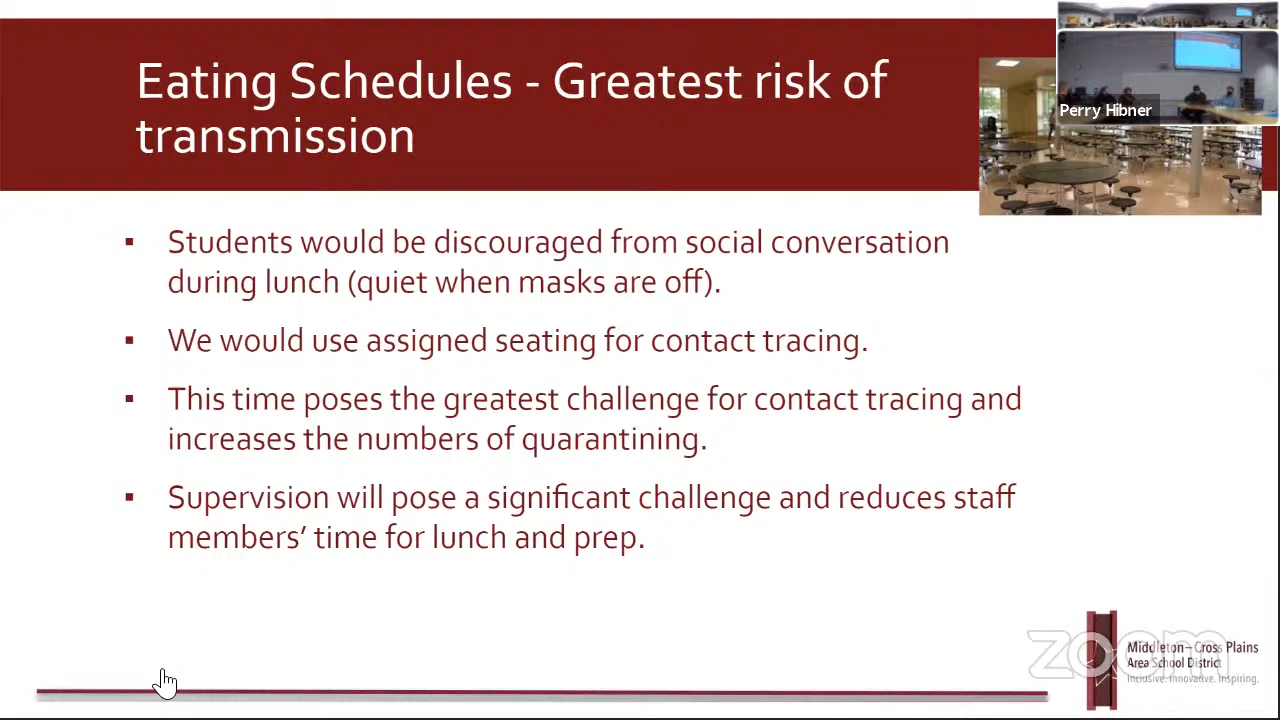 Eating Schedules - Greatest risk of
transmission
Perry Hibner
▪ Students would be discouraged from social conversation
during lunch (quiet when masks are off).
▪ We would use assigned seating for contact tracing.
▪ This time poses the greatest challenge for contact tracing and
increases the numbers of quarantining.
▪ Supervision will pose a significant challenge and reduces staff
members’ time for lunch and prep.
zoom
Middleton–Cross Plains
Area School District
Inclusive. Innovative. Inspiring.